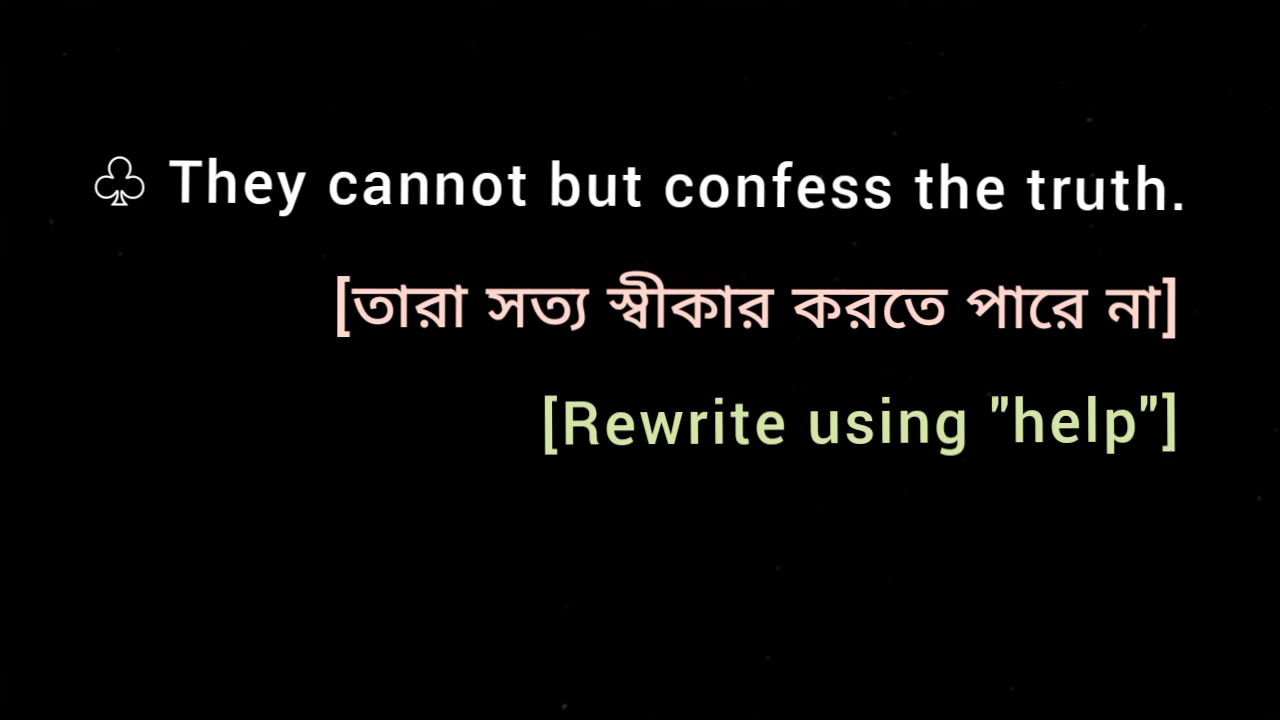 ♧ They cannot but confess the truth.
[তারা সত্য স্বীকার করতে পারে না]
[Rewrite using "help"]